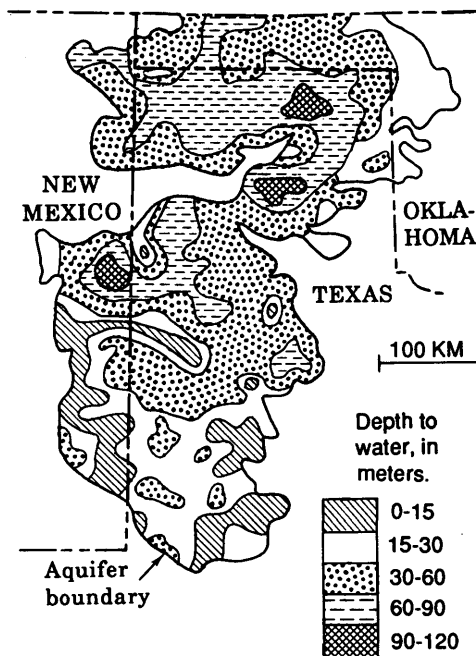 NEW
MEXICO
OKLA-
HOMA
TEXAS
100 KM
Depth to
water, in
meters.
0-15
15-30
30-60
60-90
90-120
Aquifer
boundary